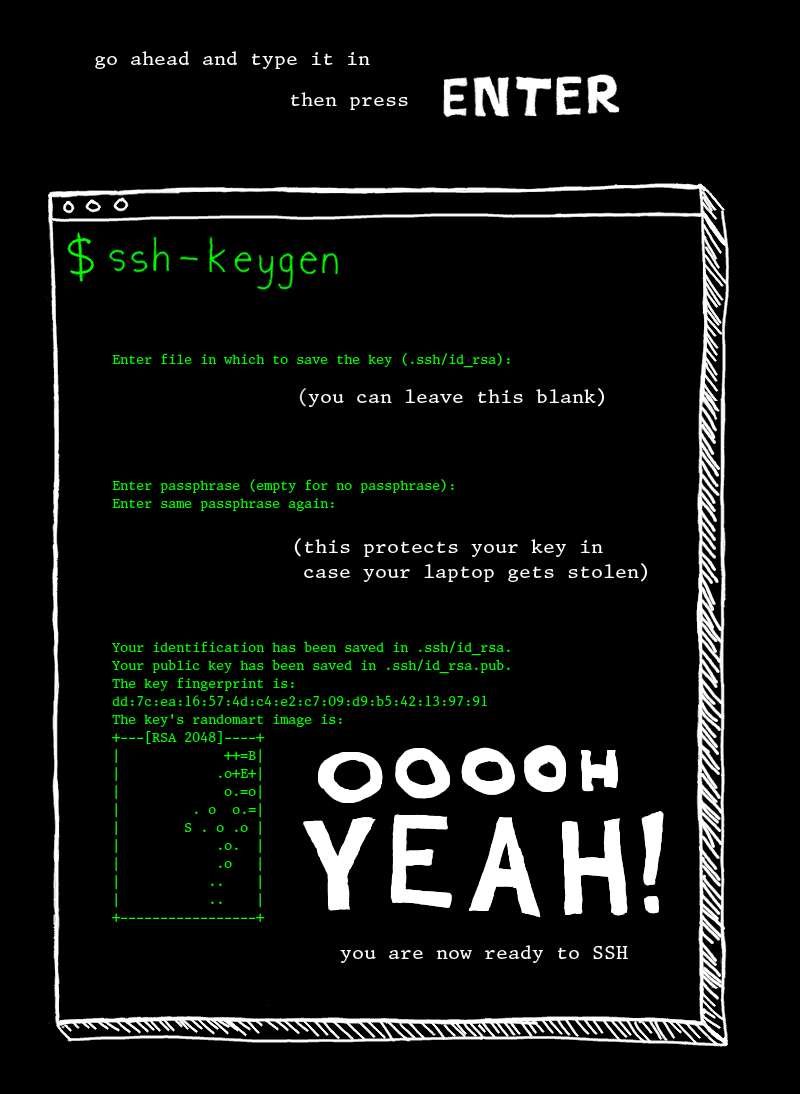 go ahead and type it in
then press ENTER
$ ssh-keygen
Enter file in which to save the key (.ssh/id_rsa):
(you can leave this blank)
Enter passphrase (empty for no passphrase):
Enter same passphrase again:
(this protects your key in
case your laptop gets stolen)
Your identification has been saved in .ssh/id_rsa.
Your public key has been saved in .ssh/id_rsa.pub.
The key fingerprint is:
dd:7c:ea:16:57:4d:c4:e2:c7:09:d9:b5:42:13:97:91
The key's randomart image is:
+---[RSA 2048]----+
|             ++=B|
|            .o+E+|
|             o.=o|
|         . o  o.=|
|        S . o .o |
|            .o.  |
|            .o   |
|           ..    |
|           ..    |
+-----------------+
OOOOH
YEAH!
you are now ready to SSH